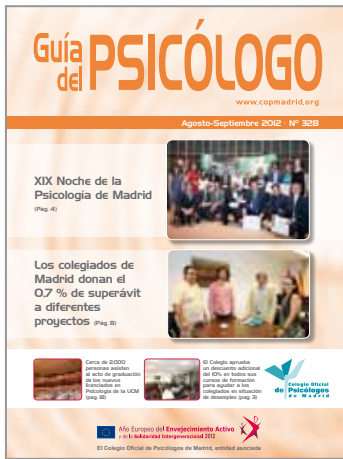 Guía del PSICÓLOGO
www.copmadrid.org
Agosto-Septiembre 2012 · Nº 328
XIX Noche de la
Psicología de Madrid
(Pág. 4)
Los colegiados de
Madrid donan el
0,7 % de superávit
a diferentes
proyectos (Pág. 8)
Cerca de 2.000
personas asisten
al acto de graduación
de los nuevos
licenciados en
Psicología de la UCM
(pag. 18)
El Colegio aprueba
un descuento adicional
del 10% en todos sus
cursos de formación
para ayudar a los
colegiados en situación
de desempleo (pag. 3)
Colegio Oficial
de Psicólogos
de Madrid
Año Europeo del Envejecimiento Activo
y de la Solidaridad Intergeneracional 2012
El Colegio Oficial de Psicólogos de Madrid, entidad asociada